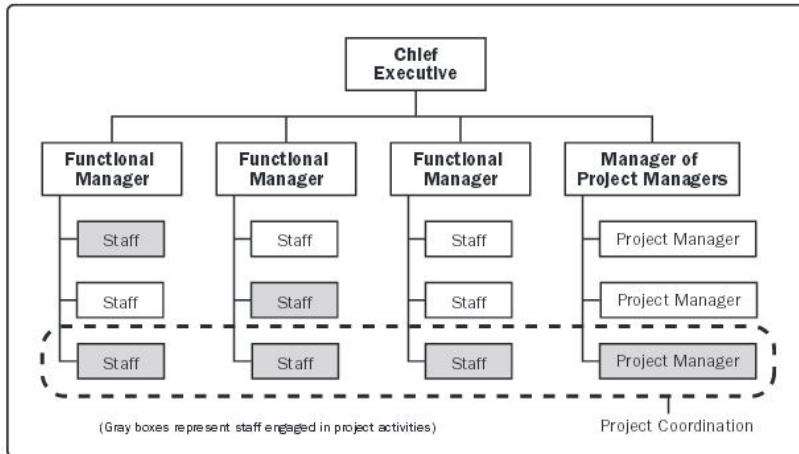 Chief
Executive
Functional
Manager
Functional
Manager
Functional
Manager
Manager of
Project Managers
Staff
Staff
Staff
Project Manager
Staff
Staff
Staff
Project Manager
Staff
Staff
Staff
Project Manager
(Gray boxes represent staff engaged in project activities)
Project Coordination